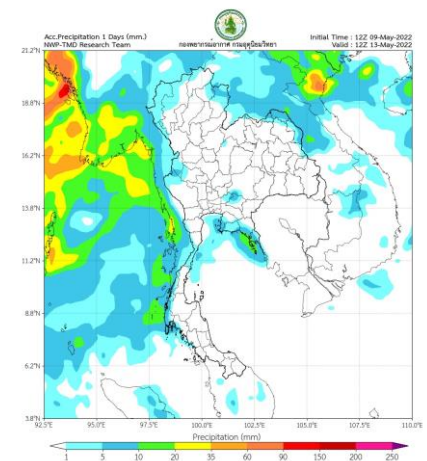 Acc.Precipitation 1 Days (mm.)
NWP-TMD Research Team
กองพยากรณ์อากาศ กรมอุตุนิยมวิทยา
Initial Time : 12Z 09-May-2022
Valid : 12Z 13-May-2022
21.2°N
18.8°N
16.2°N
13.8°N
11.2°N
8.8°N
6.2°N
3.8°N
92.5°E 95.0°E 97.5°E 100.0°E 102.5°E 105.0°E 107.5°E 110.0°E
Precipitation (mm)
1 5 10 20 35 60 90 150 200 250